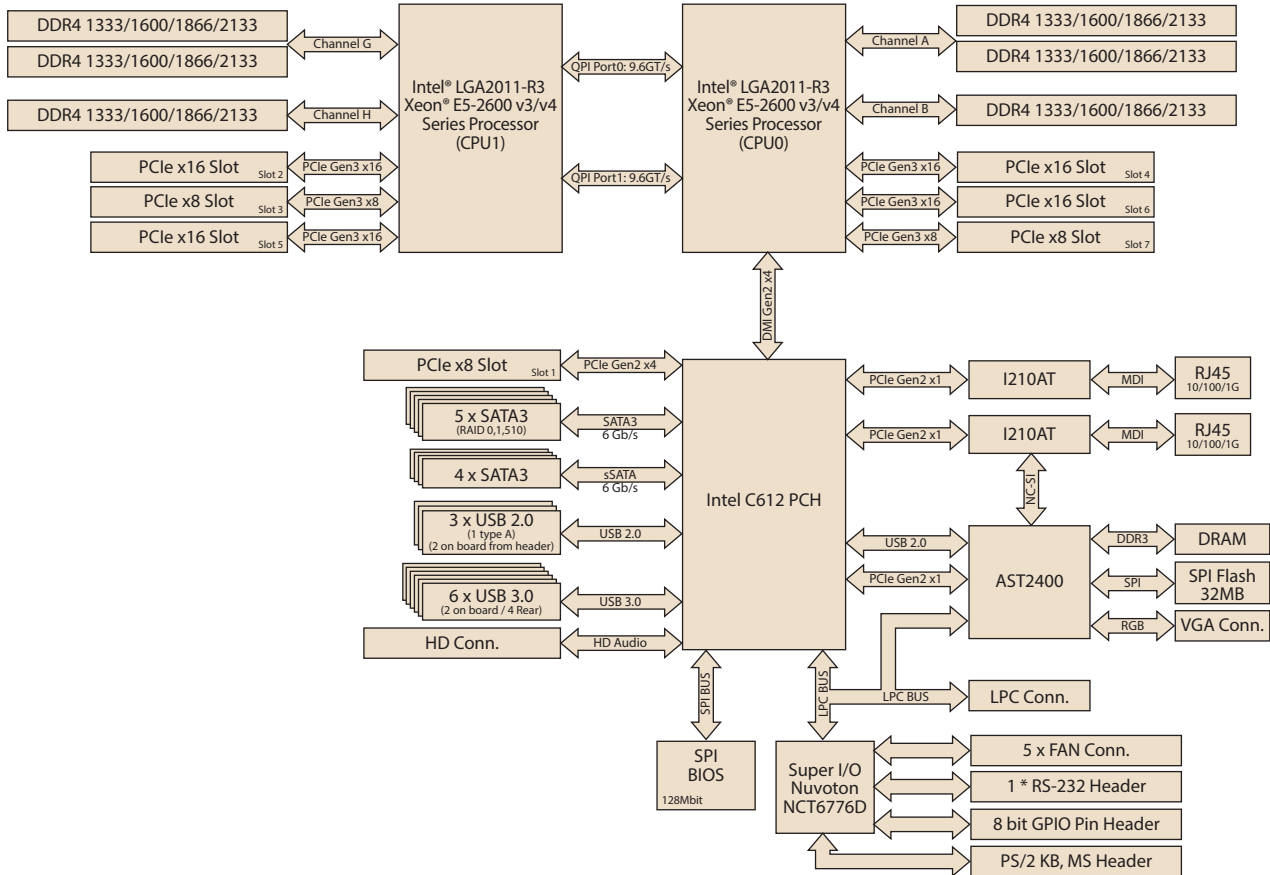 DDR4 1333/1600/1866/2133
DDR4 1333/1600/1866/2133
Channel G
DDR4 1333/1600/1866/2133
Channel H
PCIe x16 Slot Slot 2
PCIe Gen3 x16
PCIe x8 Slot Slot 3
PCIe Gen3 x8
PCIe x16 Slot Slot 5
PCIe Gen3 x16
Intel® LGA2011-R3
Xeon® E5-2600 v3/v4
Series Processor
(CPU1)
QPI Port0: 9.6GT/s
QPI Port1: 9.6GT/s
Intel® LGA2011-R3
Xeon® E5-2600 v3/v4
Series Processor
(CPU0)
Channel A
DDR4 1333/1600/1866/2133
DDR4 1333/1600/1866/2133
Channel B
DDR4 1333/1600/1866/2133
PCIe Gen3 x16
PCIe x16 Slot Slot 4
PCIe Gen3 x16
PCIe x16 Slot Slot 6
PCIe Gen3 x8
PCIe x8 Slot Slot 7
DMI Gen2 x4
PCIe x8 Slot Slot 1
PCIe Gen2 x4
5 x SATA3
(RAID 0,1,510)
SATA3
6 Gb/s
4 x SATA3
sSATA
6 Gb/s
3 x USB 2.0
(1 type A)
(2 on board from header)
USB 2.0
6 x USB 3.0
(2 on board / 4 Rear)
USB 3.0
HD Conn.
HD Audio
Intel C612 PCH
PCIe Gen2 x1
I210AT
MDI
RJ45
10/100/1G
PCIe Gen2 x1
I210AT
MDI
RJ45
10/100/1G
NC-SI
USB 2.0
PCIe Gen2 x1
AST2400
DDR3
DRAM
SPI
SPI Flash
32MB
RGB
VGA Conn.
SPI BUS
LPC BUS
LPC BUS
LPC Conn.
SPI
BIOS
128Mbit
Super I/O
Nuvoton
NCT6776D
5 x FAN Conn.
1 * RS-232 Header
8 bit GPIO Pin Header
PS/2 KB, MS Header